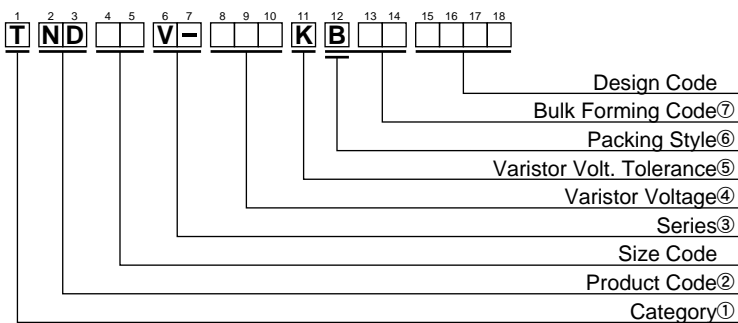 1 2 3 4 5 6 7 8 9 10 11 12 13 14 15 16 17 18
T N D V – K B
Design Code
Bulk Forming Code⑦
Packing Style⑥
Varistor Volt. Tolerance⑤
Varistor Voltage④
Series③
Size Code
Product Code②
Category①